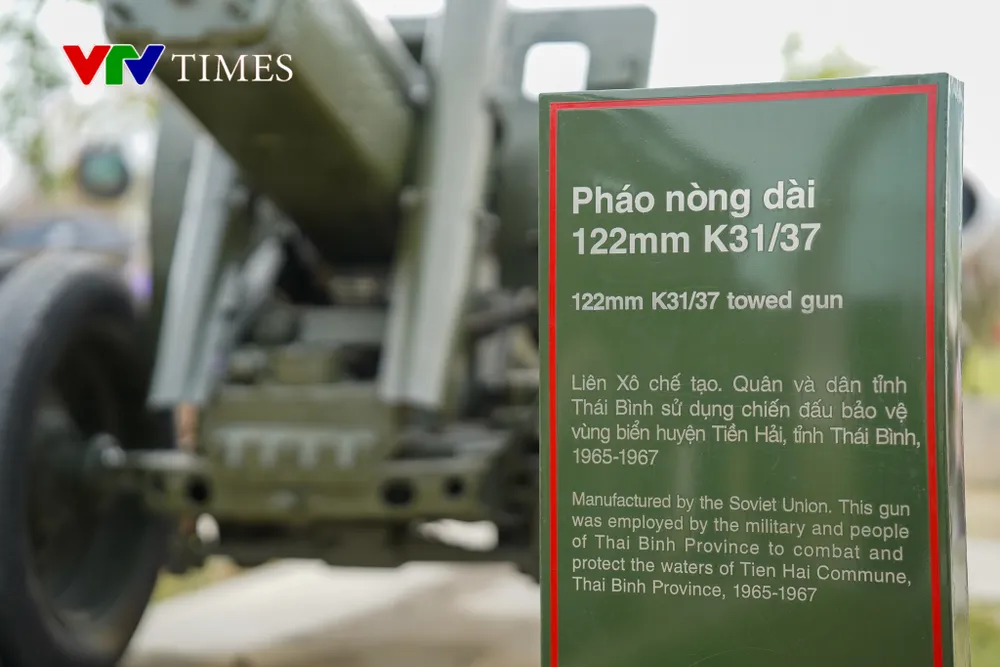 VTV TIMES
Pháo nòng dài
122mm K31/37
122mm K31/37 towed gun
Liên Xô chế tạo. Quân và dân tỉnh
Thái Bình sử dụng chiến đấu bảo vệ
vùng biển huyện Tiền Hải, tỉnh Thái Bình,
1965-1967
Manufactured by the Soviet Union. This gun
was employed by the military and people
of Thai Binh Province to combat and
protect the waters of Tien Hai Commune,
Thai Binh Province, 1965-1967